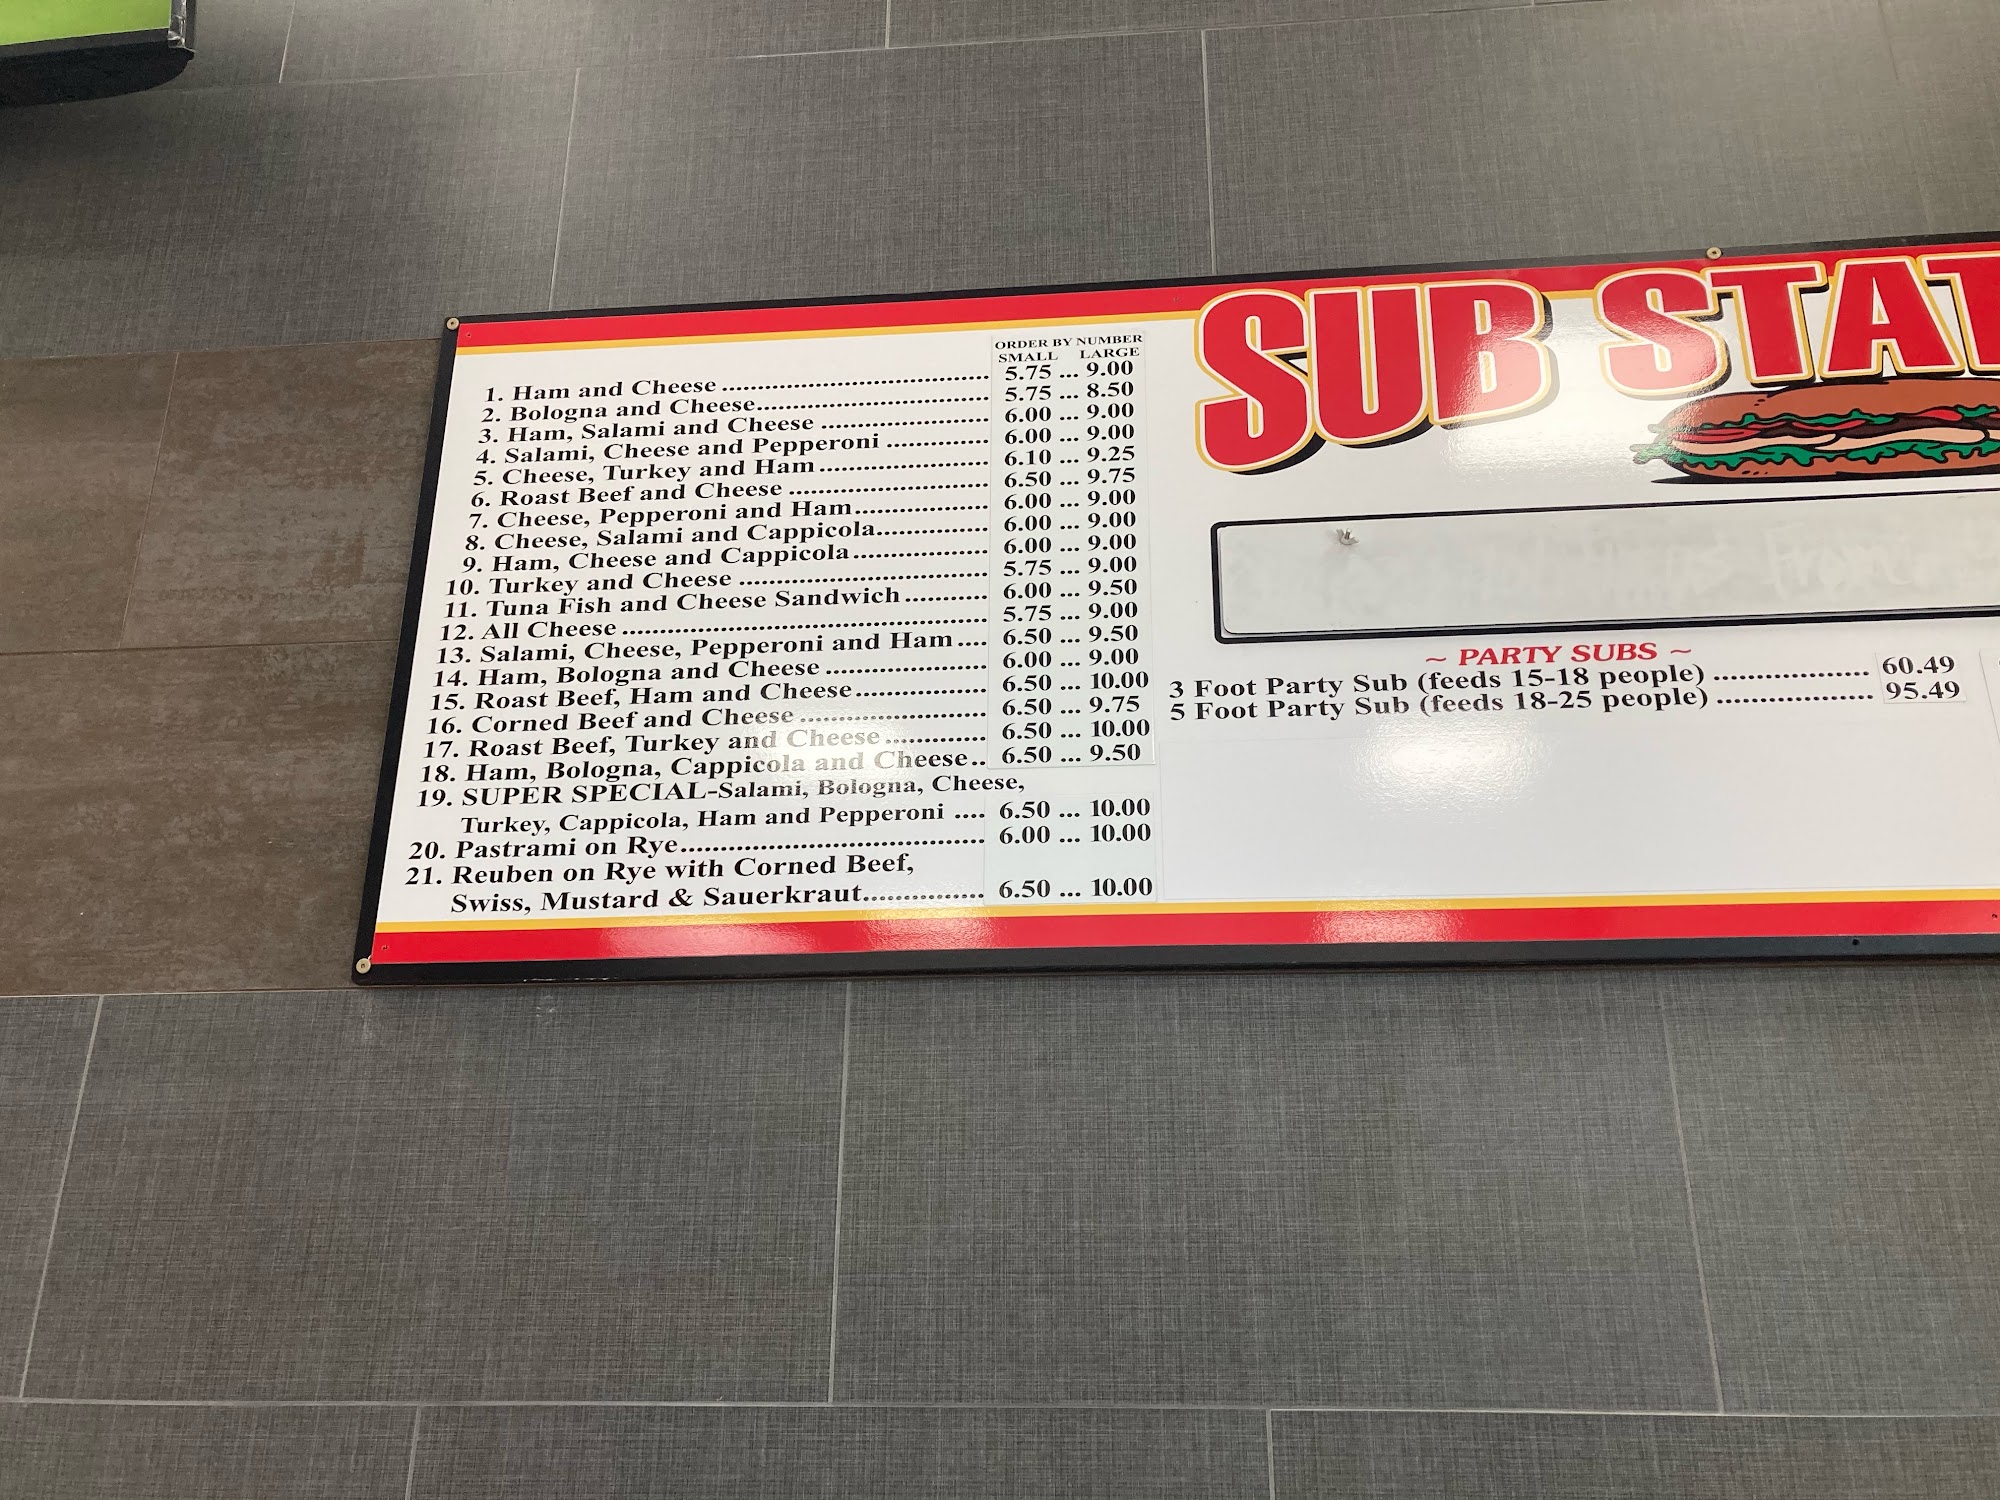 ORDER BY NUMBER
SMALL LARGE
1. Ham and Cheese ........ 5.75 ... 9.00
2. Bologna and Cheese........ 5.75 ... 8.50
3. Ham, Salami and Cheese ........ 6.00 ... 9.00
4. Salami, Cheese and Pepperoni ........ 6.00 ... 9.00
5. Cheese, Turkey and Ham ........ 6.10 ... 9.25
6. Roast Beef and Cheese ........ 6.50 ... 9.75
7. Cheese, Pepperoni and Ham........ 6.00 ... 9.00
8. Cheese, Salami and Cappicola........ 6.00 ... 9.00
9. Ham, Cheese and Cappicola........ 6.00 ... 9.00
10. Turkey and Cheese ........ 5.75 ... 9.00
11. Tuna Fish and Cheese Sandwich........ 6.00 ... 9.50
12. All Cheese ........ 5.75 ... 9.00
13. Salami, Cheese, Pepperoni and Ham .... 6.50 ... 9.50
14. Ham, Bologna and Cheese ........ 6.00 ... 9.00
15. Roast Beef, Ham and Cheese........ 6.50 ... 10.00
16. Corned Beef and Cheese ........ 6.50 ... 9.75
17. Roast Beef, Turkey and Cheese ........ 6.50 ... 10.00
18. Ham, Bologna, Cappicola and Cheese.. 6.50 ... 9.50
19. SUPER SPECIAL-Salami, Bologna, Cheese,
Turkey, Cappicola, Ham and Pepperoni .... 6.50 ... 10.00
20. Pastrami on Rye........ 6.00 ... 10.00
21. Reuben on Rye with Corned Beef,
Swiss, Mustard & Sauerkraut........ 6.50 ... 10.00
SUB STAT
~ PARTY SUBS ~
3 Foot Party Sub (feeds 15-18 people) ........ 60.49
5 Foot Party Sub (feeds 18-25 people) ........ 95.49